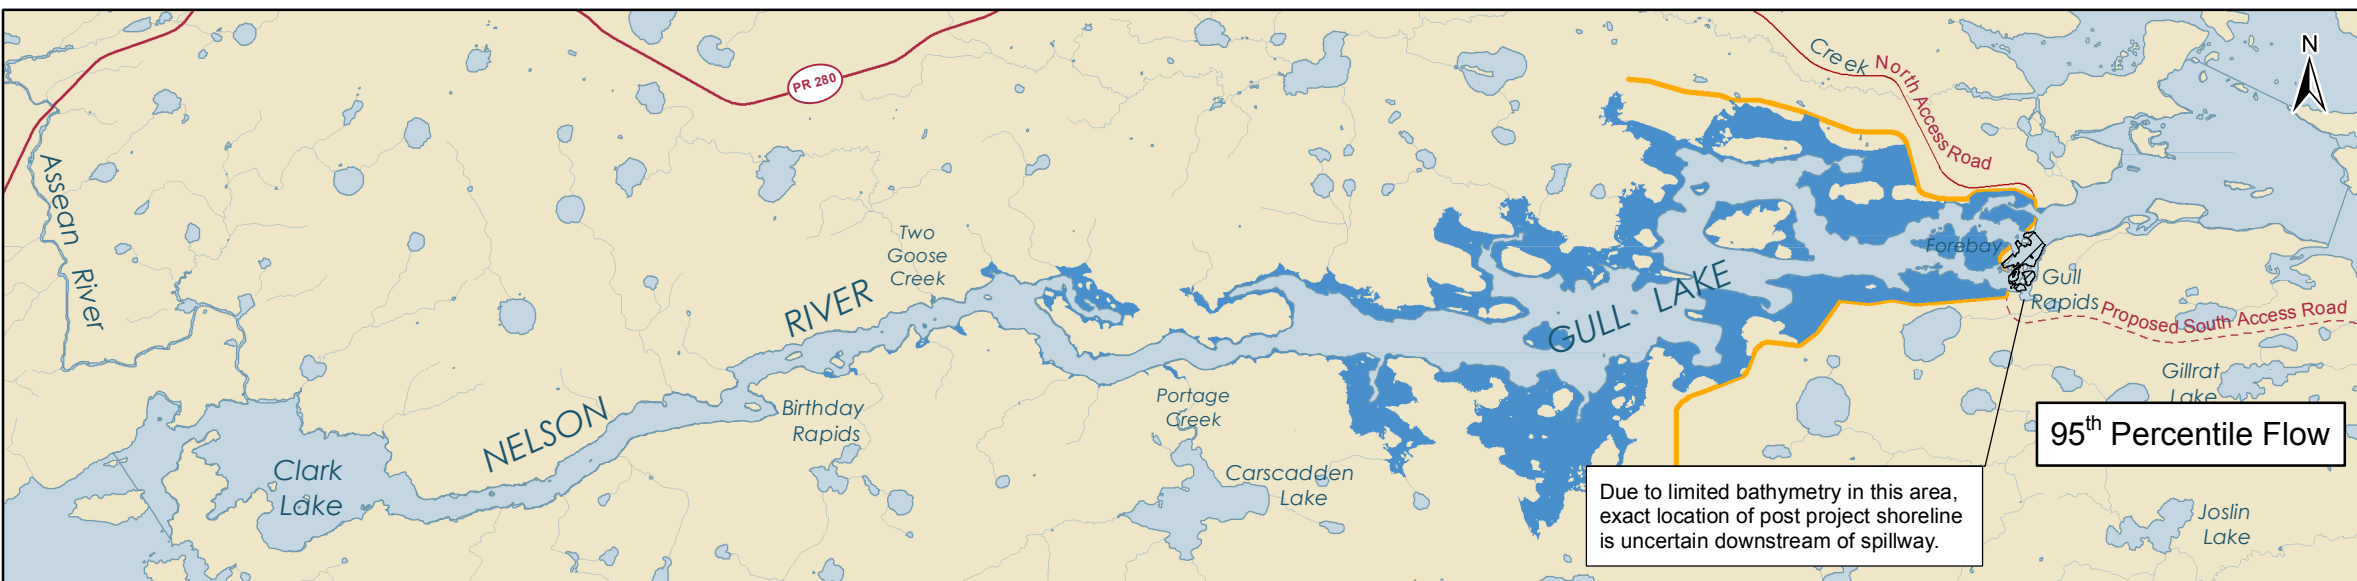 PR 280
Creek
North Access Road
N
Assean River
Two
Goose
Creek
NELSON RIVER
Birthday
Rapids
Clark
Lake
Portage
Creek
Carscadden
Lake
GULL LAKE
Forebay
Gull
Rapids
Proposed South Access Road
Gillrat
Lake
95th Percentile Flow
Due to limited bathymetry in this area,
exact location of post project shoreline
is uncertain downstream of spillway.
Joslin
Lake